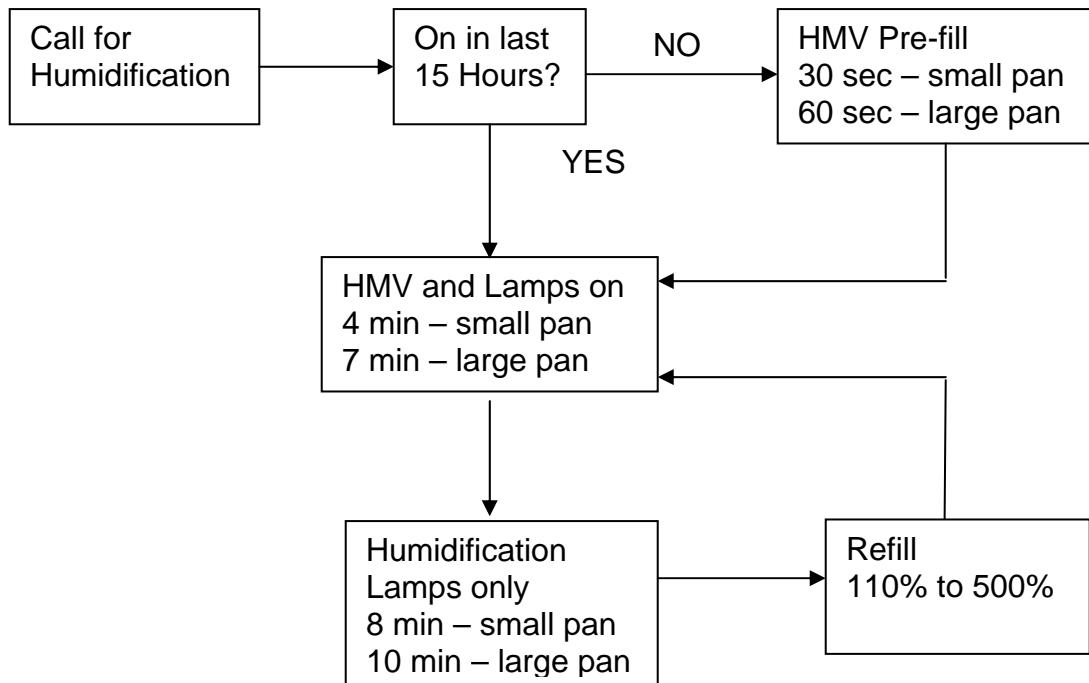 Call for
Humidification
On in last
15 Hours?
NO
HMV Pre-fill
30 sec – small pan
60 sec – large pan
YES
HMV and Lamps on
4 min – small pan
7 min – large pan
Humidification
Lamps only
8 min – small pan
10 min – large pan
Refill
110% to 500%